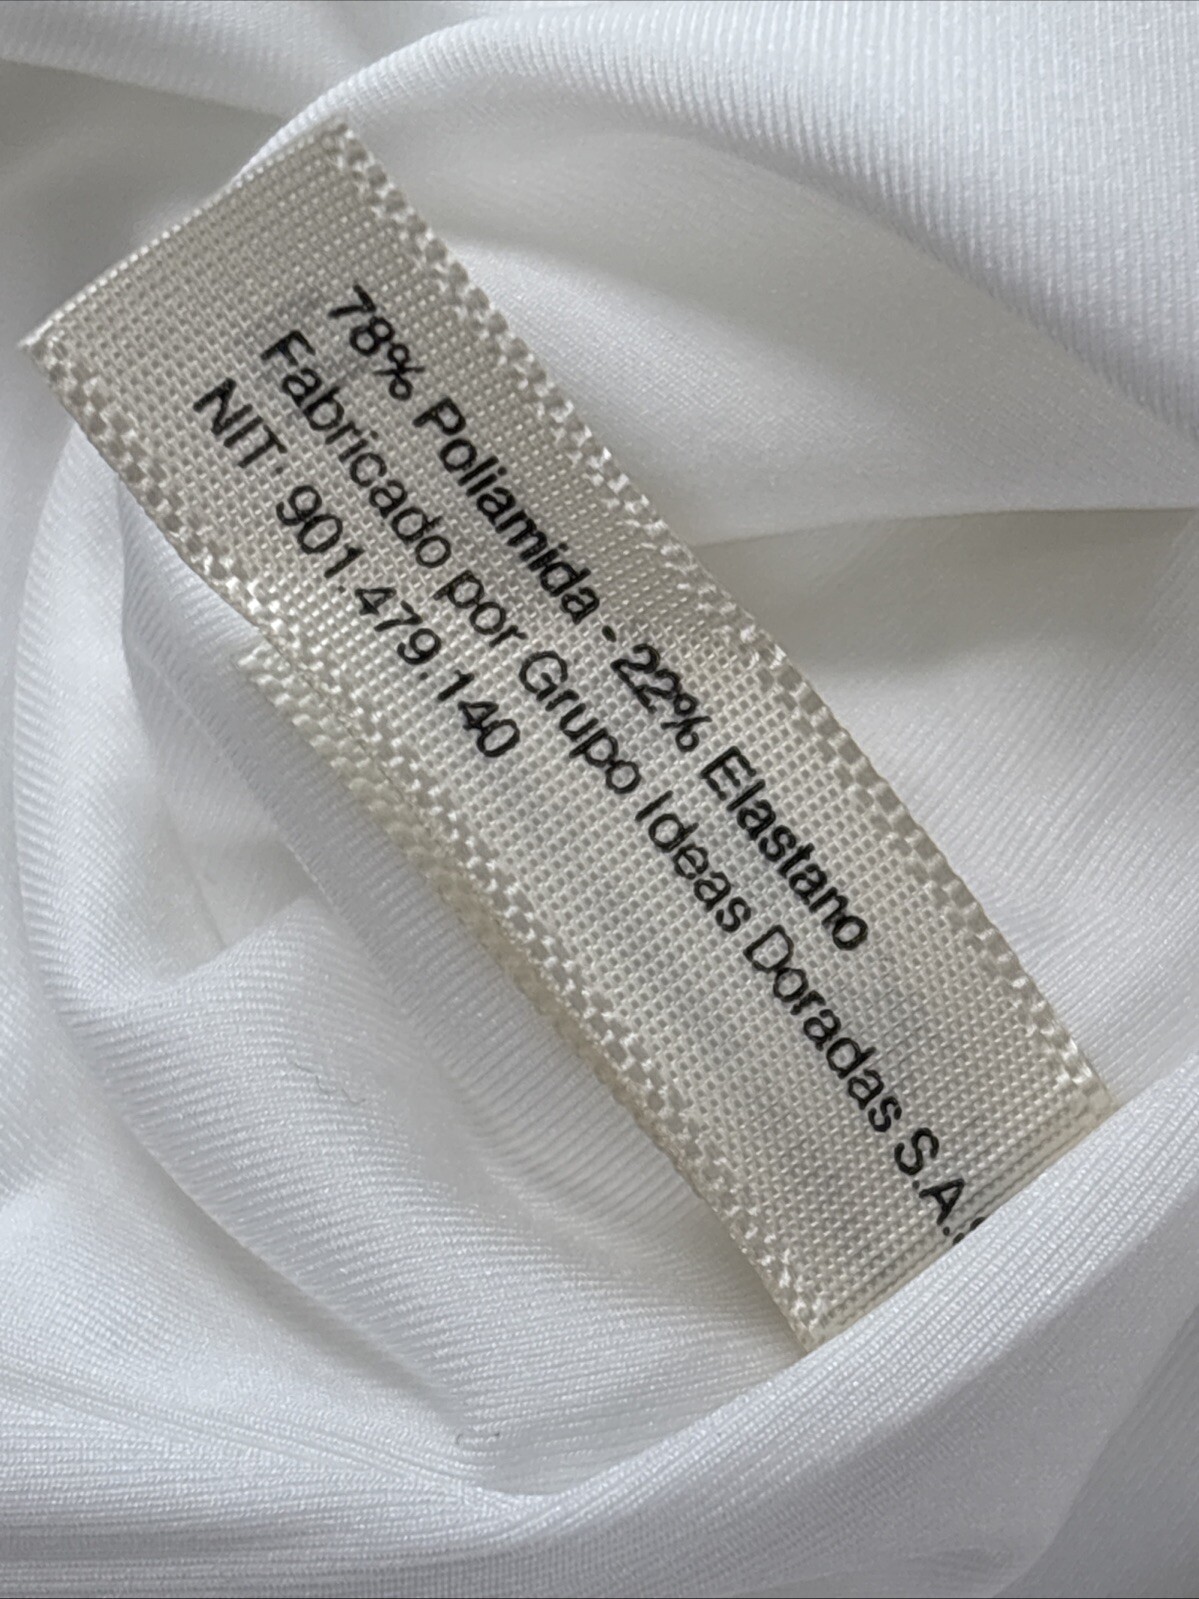 78% Poliamida - 22% Elastano
Fabricado por Grupo Ideas Doradas S.A.
NIT: 901.479.140